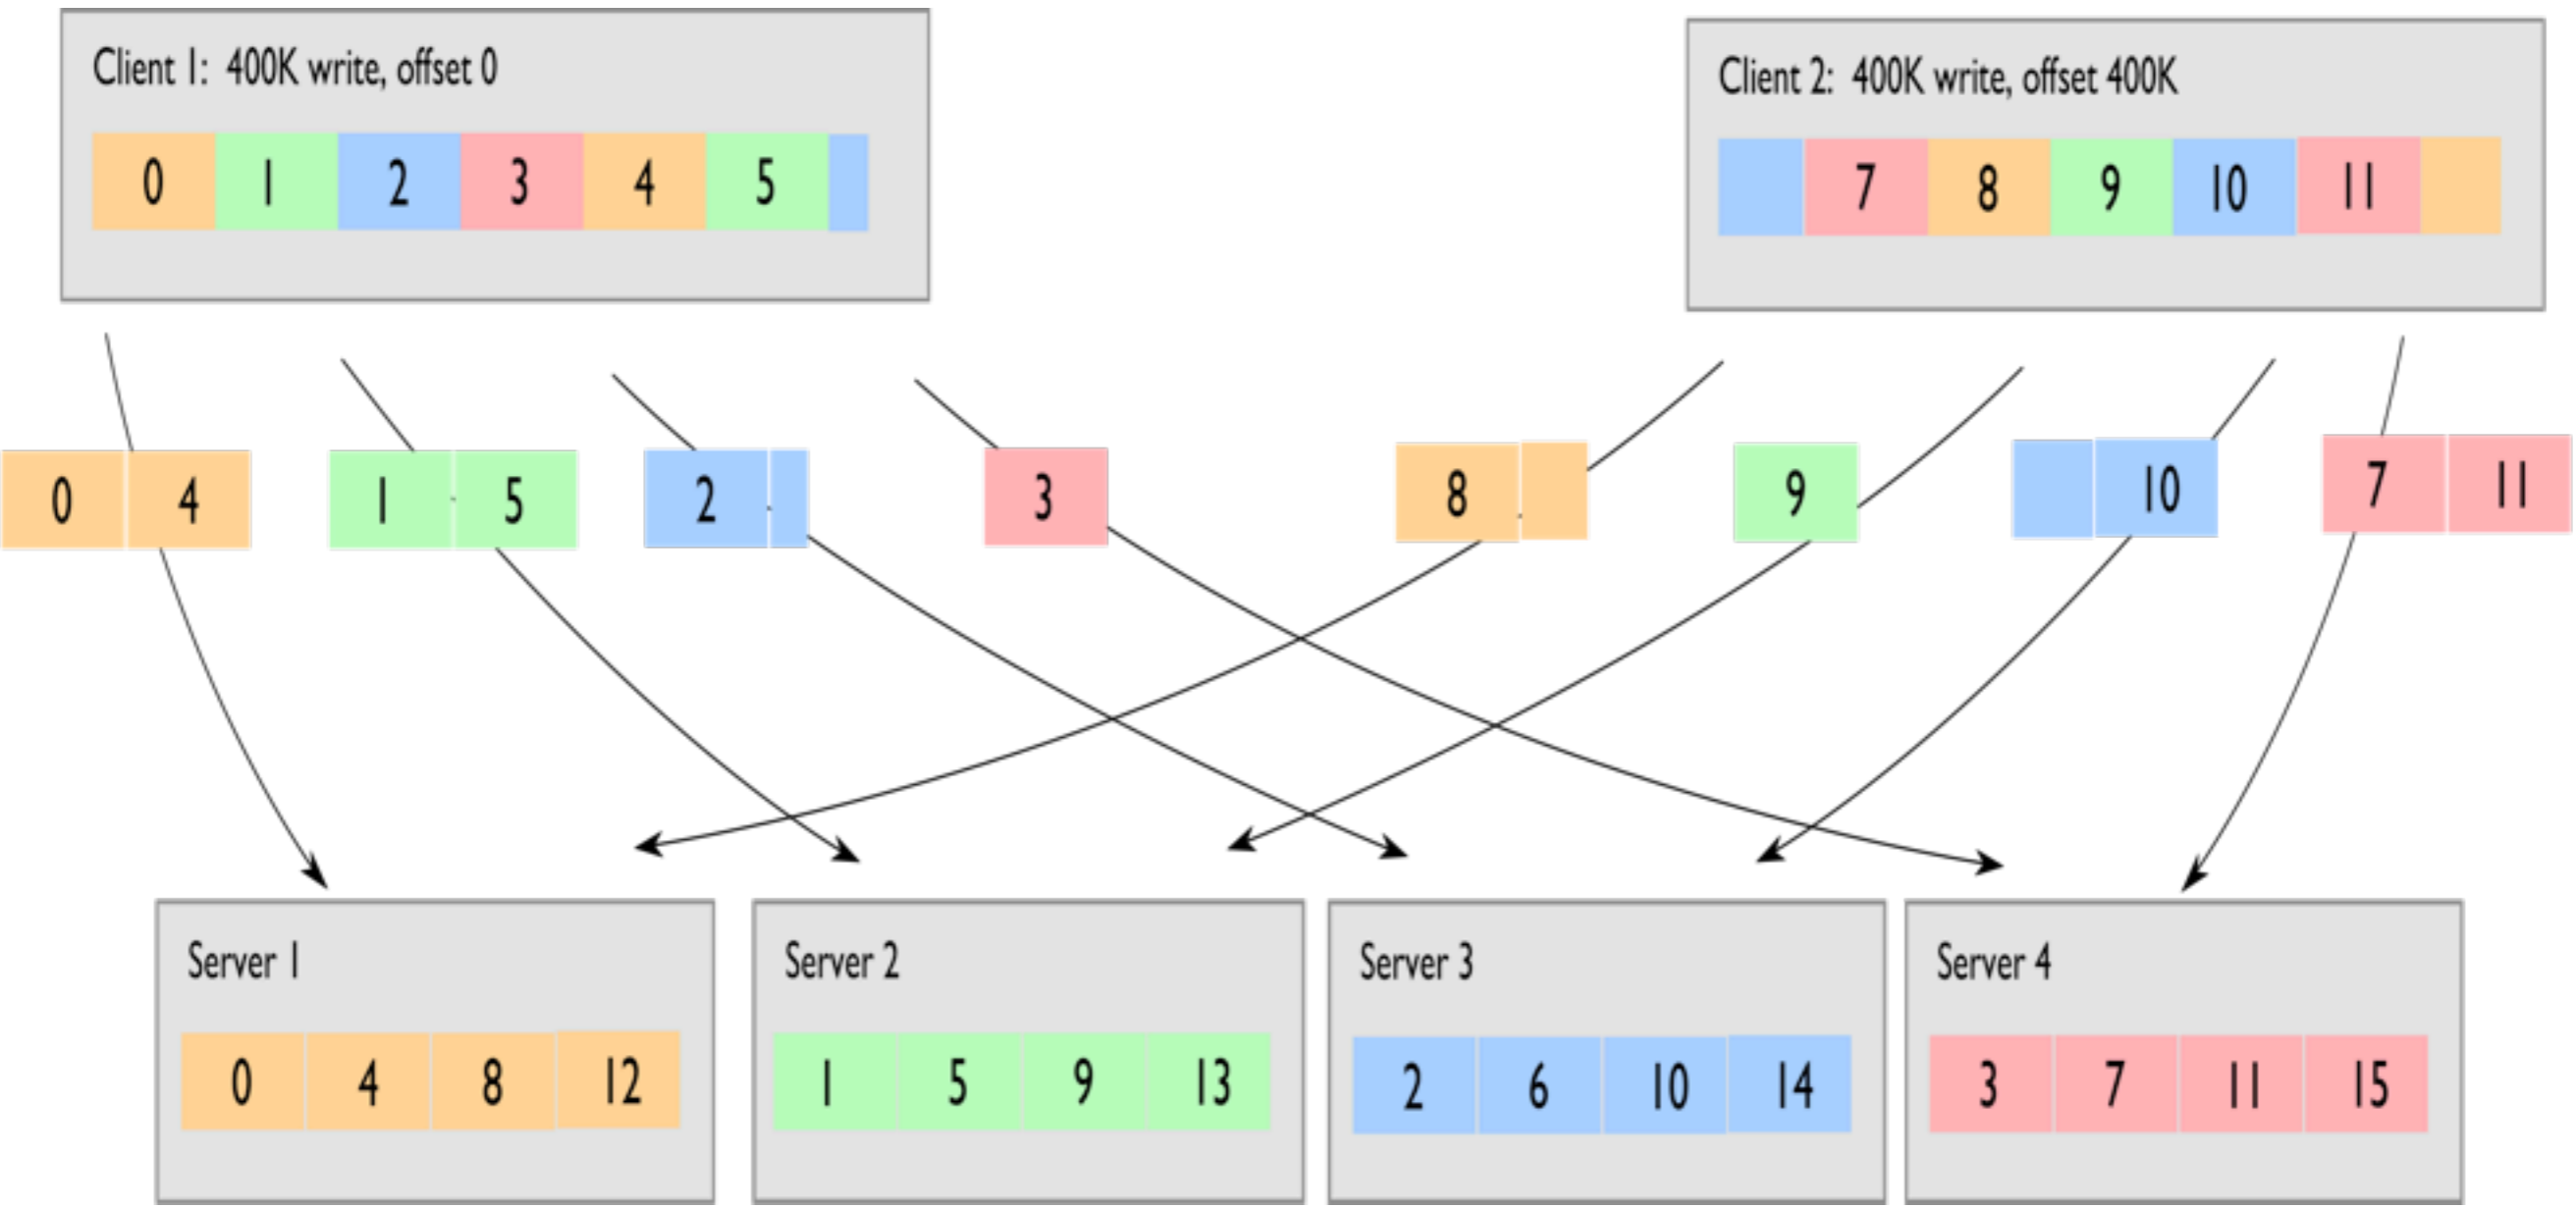 Client 1: 400K write, offset 0
0 1 2 3 4 5
Client 2: 400K write, offset 400K
7 8 9 10 11
0 4
1 5
2
3
8
9
10
7 11
Server 1
0 4 8 12
Server 2
1 5 9 13
Server 3
2 6 10 14
Server 4
3 7 11 15